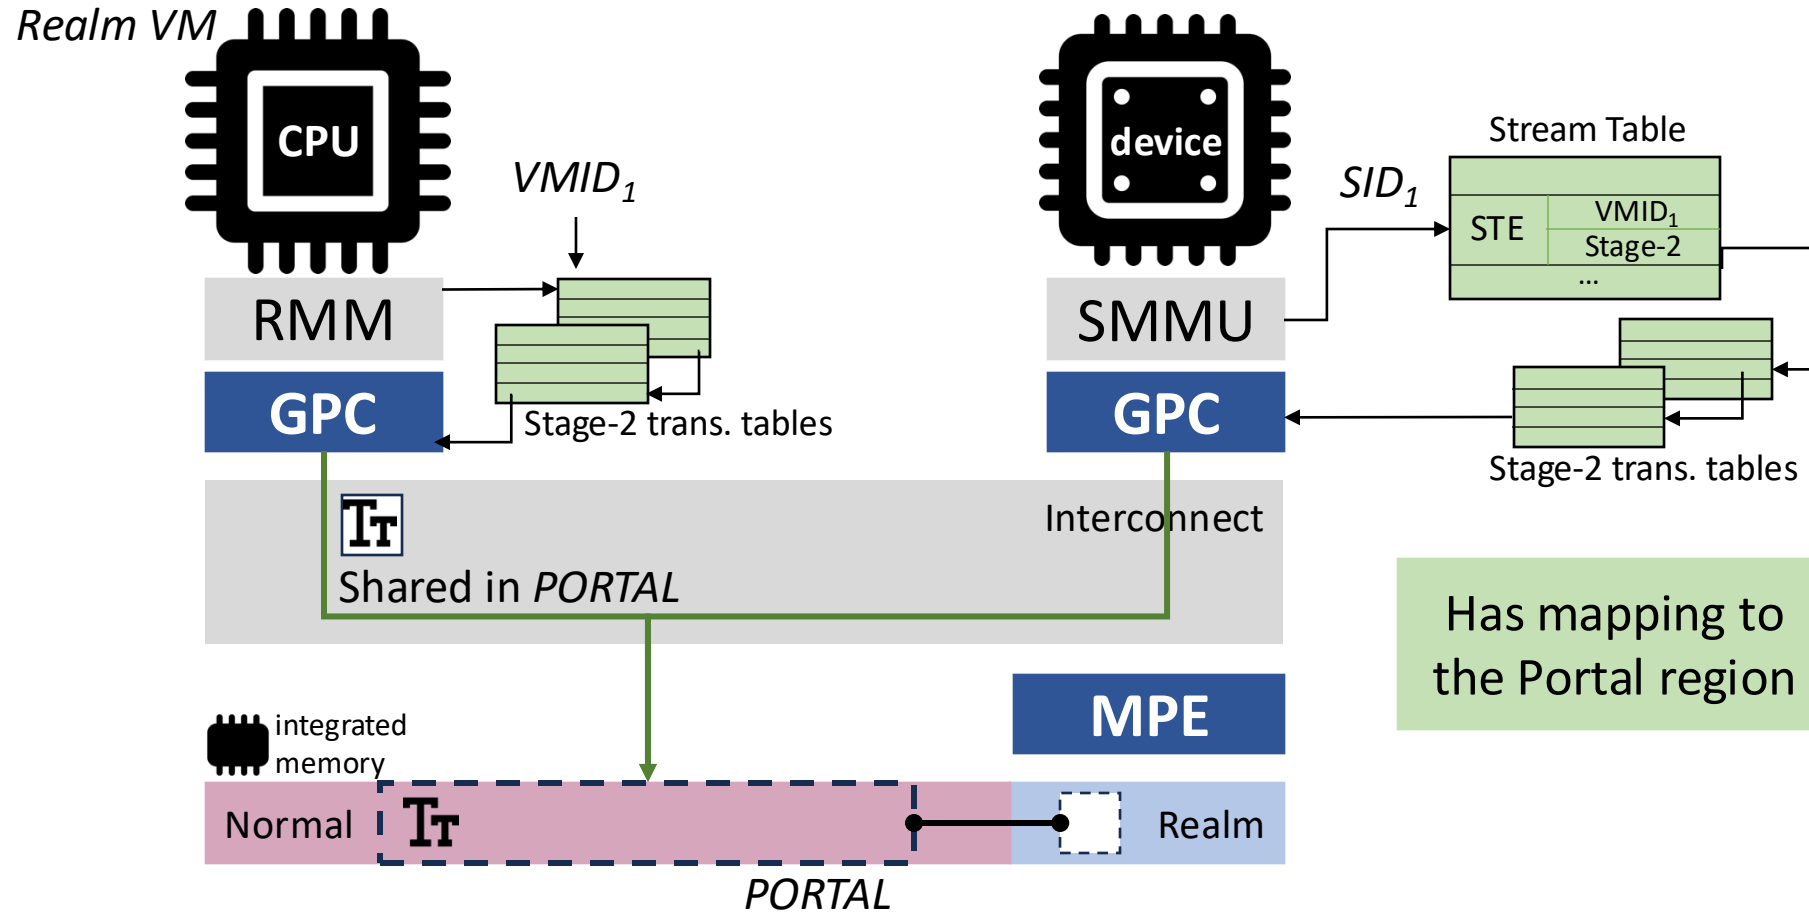 Realm VM
CPU
VMID₁
device
Stream Table
SID₁
STE
VMID₁
Stage-2
...
RMM
SMMU
GPC
Stage-2 trans. tables
GPC
Stage-2 trans. tables
Tт
Interconnect
Shared in PORTAL
Has mapping to
the Portal region
MPE
integrated
memory
Normal
Tт
Realm
PORTAL